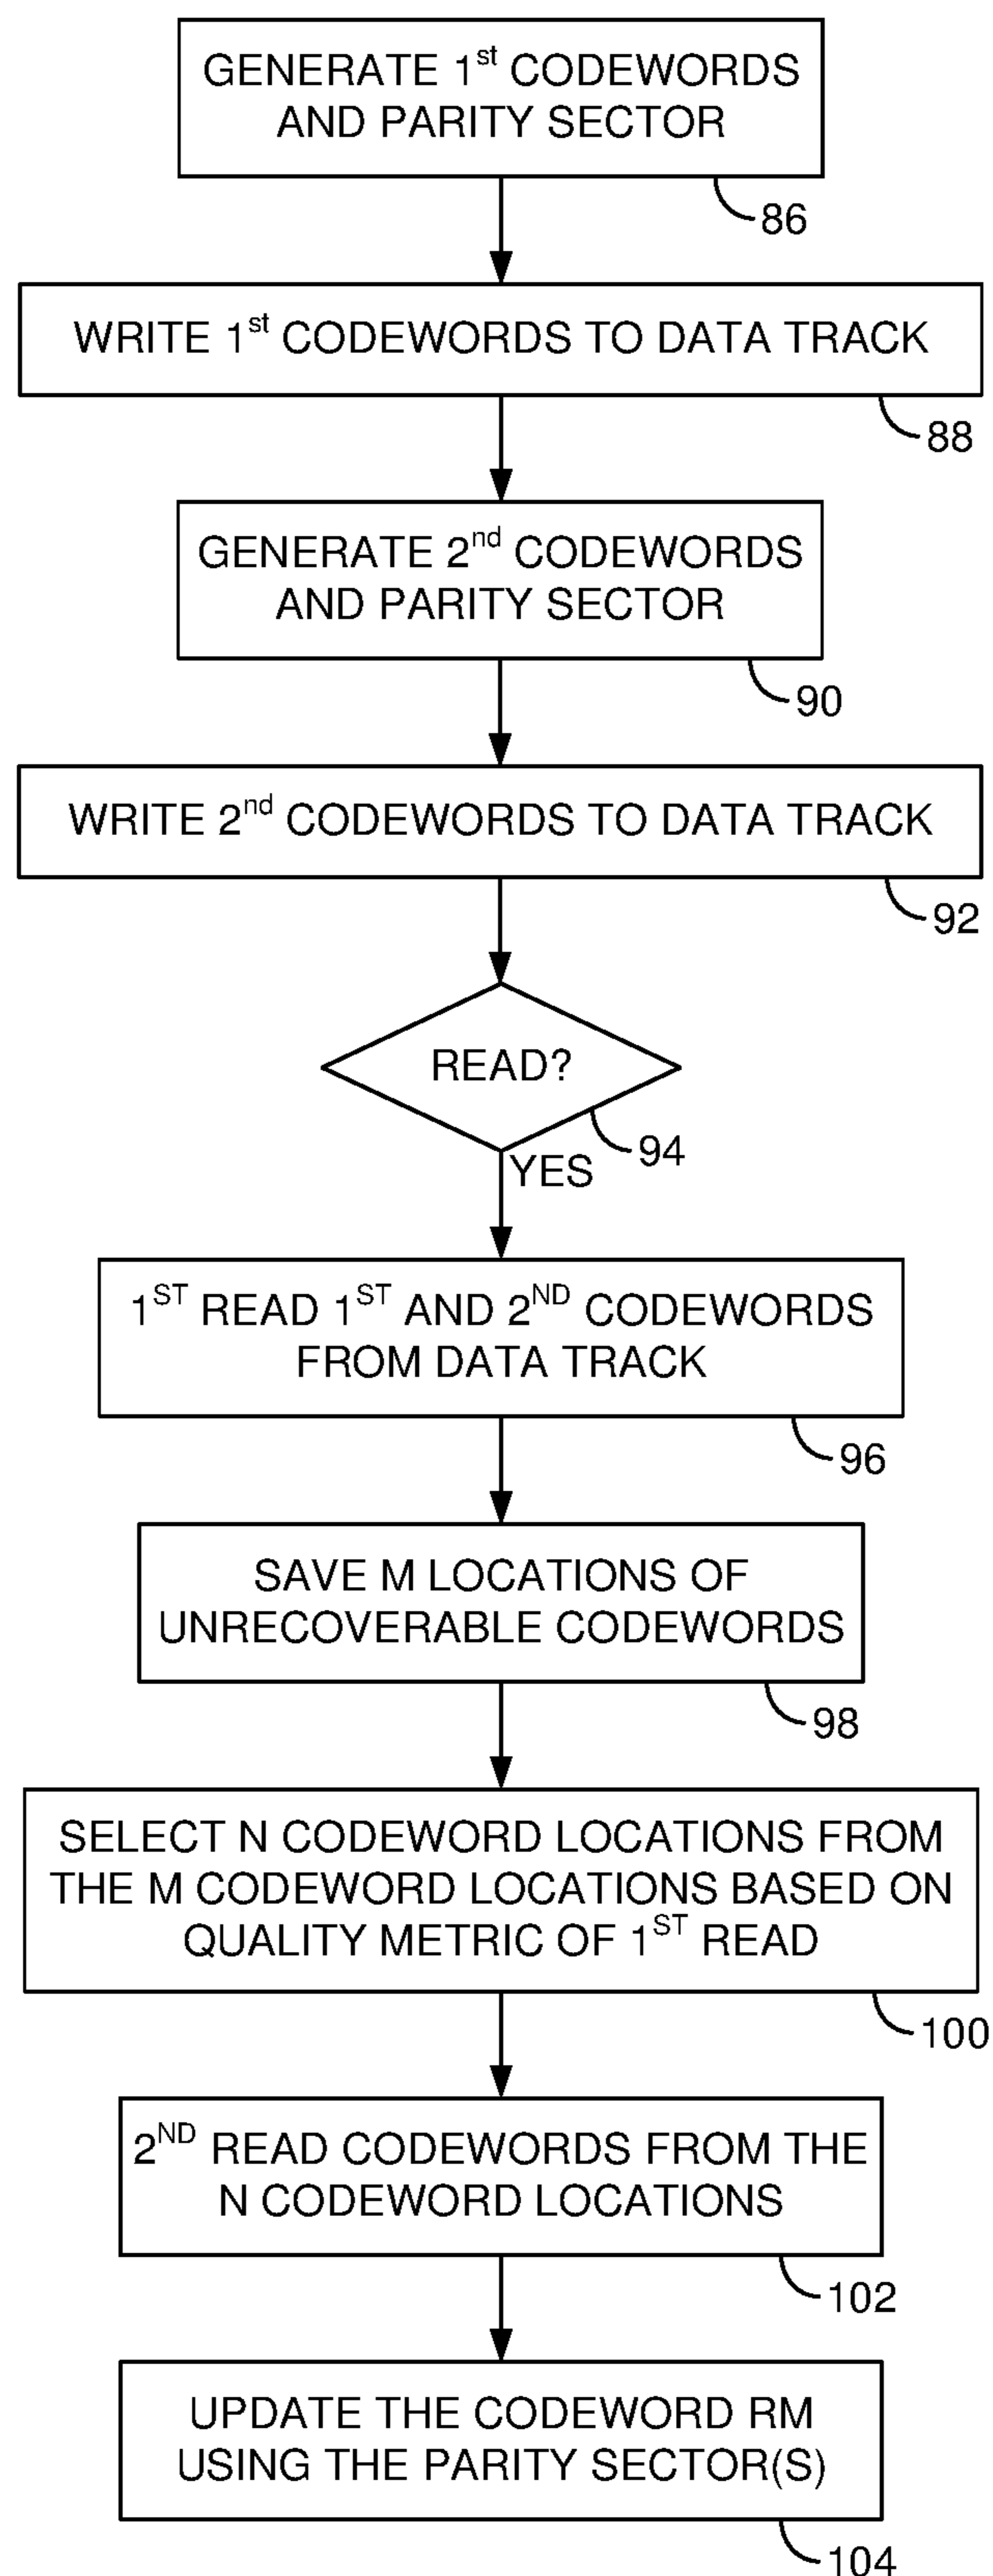 GENERATE 1st CODEWORDS
AND PARITY SECTOR
86
WRITE 1st CODEWORDS TO DATA TRACK
88
GENERATE 2nd CODEWORDS
AND PARITY SECTOR
90
WRITE 2nd CODEWORDS TO DATA TRACK
92
READ?
94
YES
1ST READ 1ST AND 2ND CODEWORDS
FROM DATA TRACK
96
SAVE M LOCATIONS OF
UNRECOVERABLE CODEWORDS
98
SELECT N CODEWORD LOCATIONS FROM
THE M CODEWORD LOCATIONS BASED ON
QUALITY METRIC OF 1ST READ
100
2ND READ CODEWORDS FROM THE
N CODEWORD LOCATIONS
102
UPDATE THE CODEWORD RM
USING THE PARITY SECTOR(S)
104